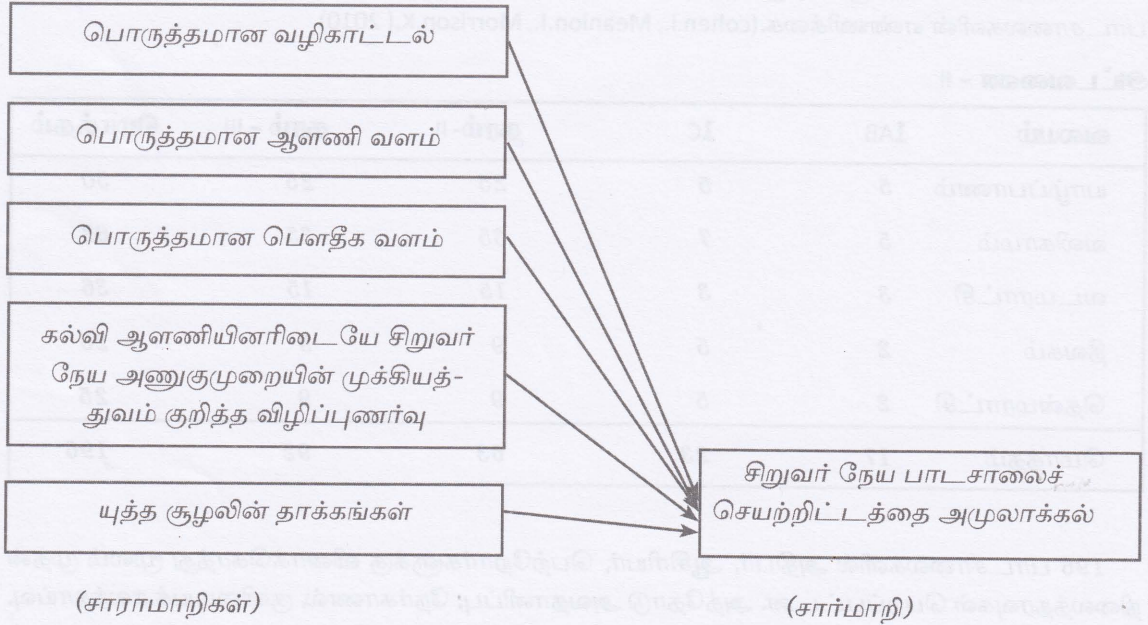 பொருத்தமான வழிகாட்டல்
பொருத்தமான ஆளணி வளம்
பொருத்தமான பௌதீக வளம்
கல்வி ஆளணியினரிடையே சிறுவர்
நேய அணுகுமுறையின் முக்கியத்-
துவம் குறித்த விழிப்புணர்வு
யுத்த சூழலின் தாக்கங்கள்
(சாரர்மாறிகள்)
சிறுவர் நேய பாடசாலைச்
செயற்றிட்டத்தை அமுலாக்கல்
(சார்மாறி)